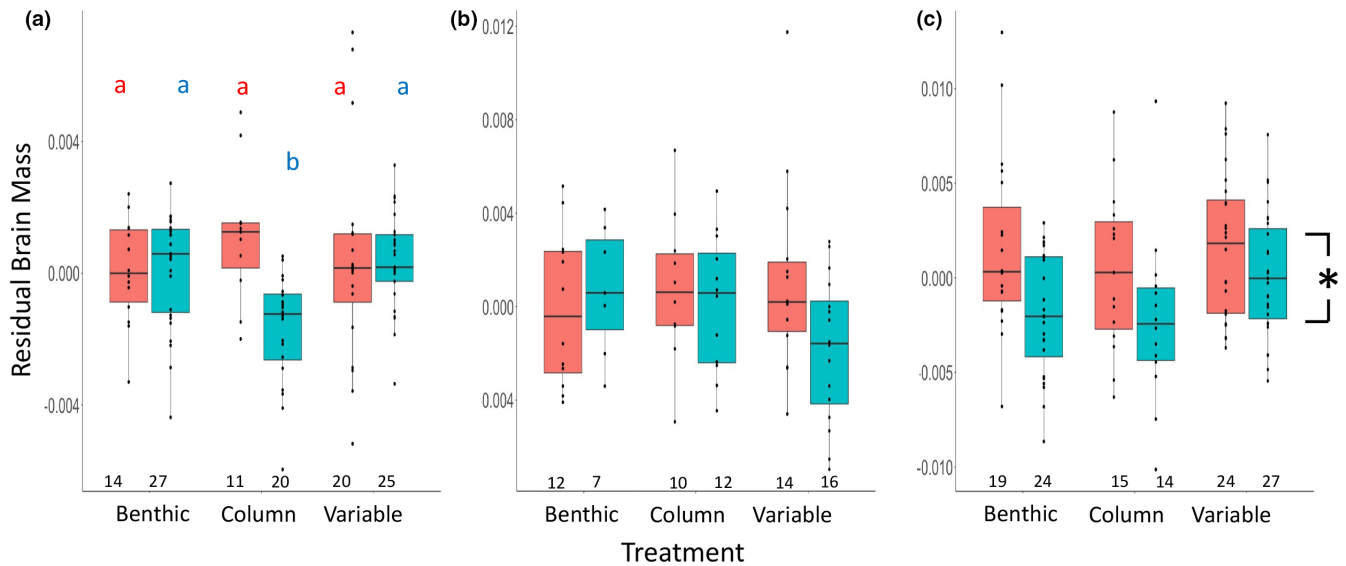 (a)
(b)
(c)
Residual Brain Mass
a a a a a
b
0.004
0.000
-0.004
14 27 11 20 20 25
Benthic Column Variable
0.012
0.008
0.004
0.000
0.004
12 7 10 12 14 16
Benthic Column Variable
0.010
0.005
0.000
-0.005
-0.010
*
19 24 15 14 24 27
Benthic Column Variable
Treatment